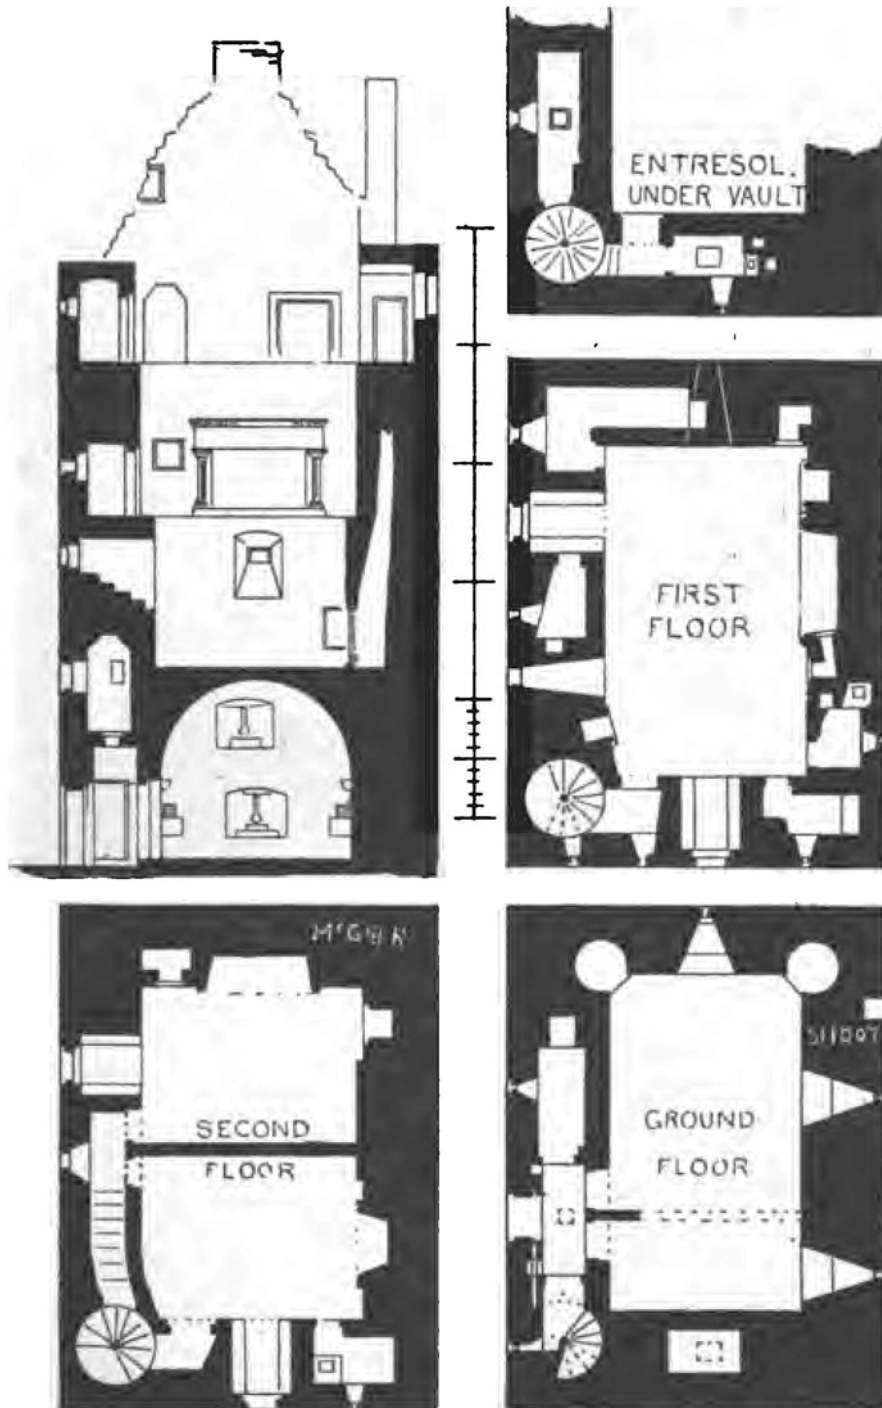 ENTRESOL.
UNDER VAULT
FIRST
FLOOR
SECOND
FLOOR
GROUND
FLOOR